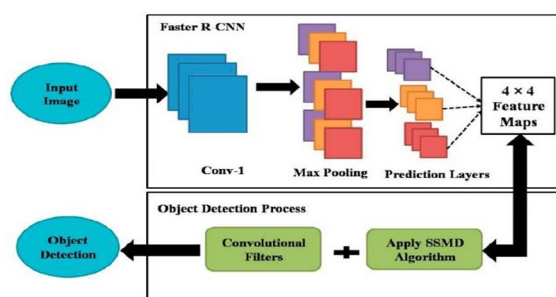 Faster R-CNN
Input
Image
4 × 4
Feature
Maps
Conv-1
Max Pooling
Prediction Layers
Object Detection Process
Object
Detection
Convolutional
Filters
Apply SSMD
Algorithm